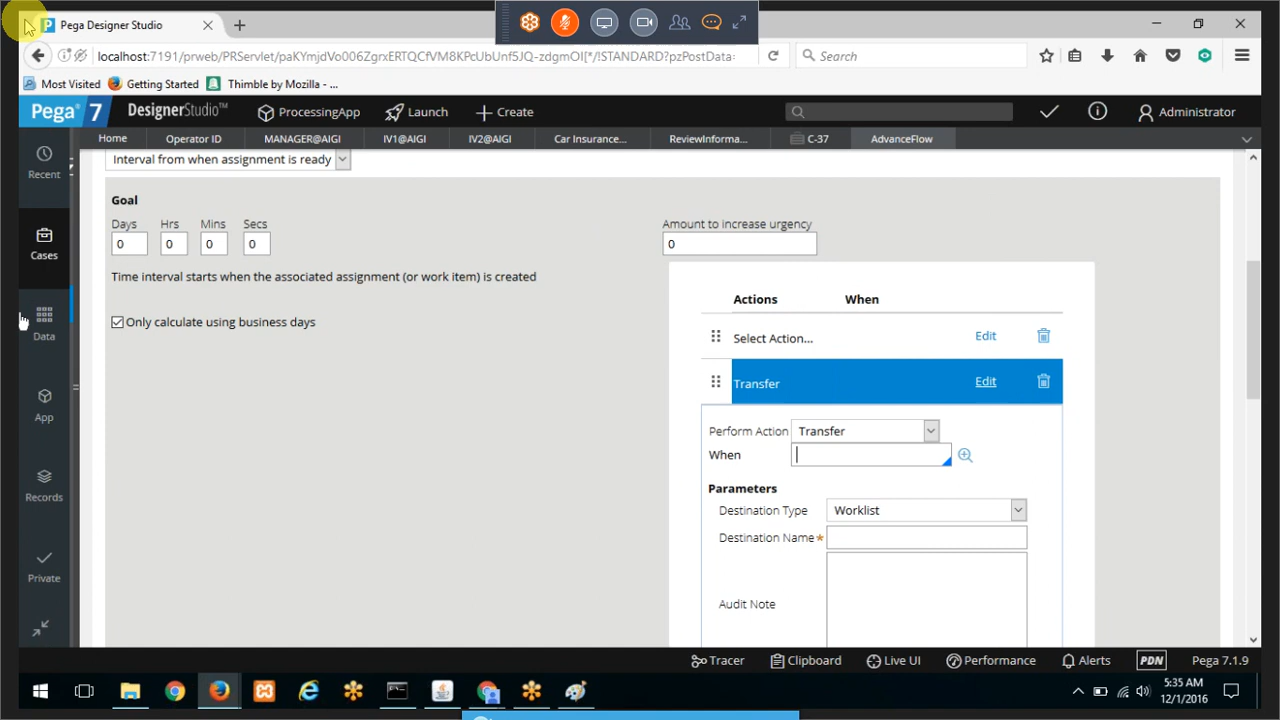 Pega Designer Studio
localhost:7191/prweb/PRServlet/paKYmjdVo006ZgrxERTQCfVM8KPcUbUnf5JQ-zdgmOI[*/!STANDARD?pzPostData=
Search
Most Visited
Getting Started
Thimble by Mozilla - ...
Pega 7
DesignerStudio™
ProcessingApp
Launch
Create
Administrator
Home
Operator ID
MANAGER@AIGI
IV1@AIGI
IV2@AIGI
Car Insurance...
ReviewInforma...
C-37
AdvanceFlow
Recent
Cases
Data
App
Records
Private
Interval from when assignment is ready
Goal
Days Hrs Mins Secs
0 0 0 0
Amount to increase urgency
0
Time interval starts when the associated assignment (or work item) is created
Only calculate using business days
Actions When
Select Action... Edit
Transfer Edit
Perform Action Transfer
When
Parameters
Destination Type Worklist
Destination Name*
Audit Note
Tracer
Clipboard
Live UI
Performance
Alerts
PDN
Pega 7.1.9
5:35 AM
12/1/2016